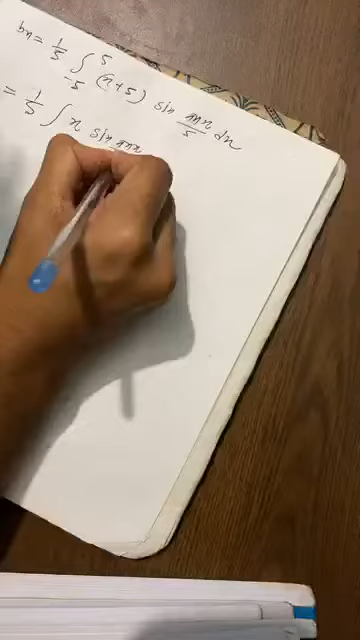 bn = 1/5 ∫_{-5}^{5} (5+x) sin nπx/5 dx
= 1/5 ∫ x sin nπx